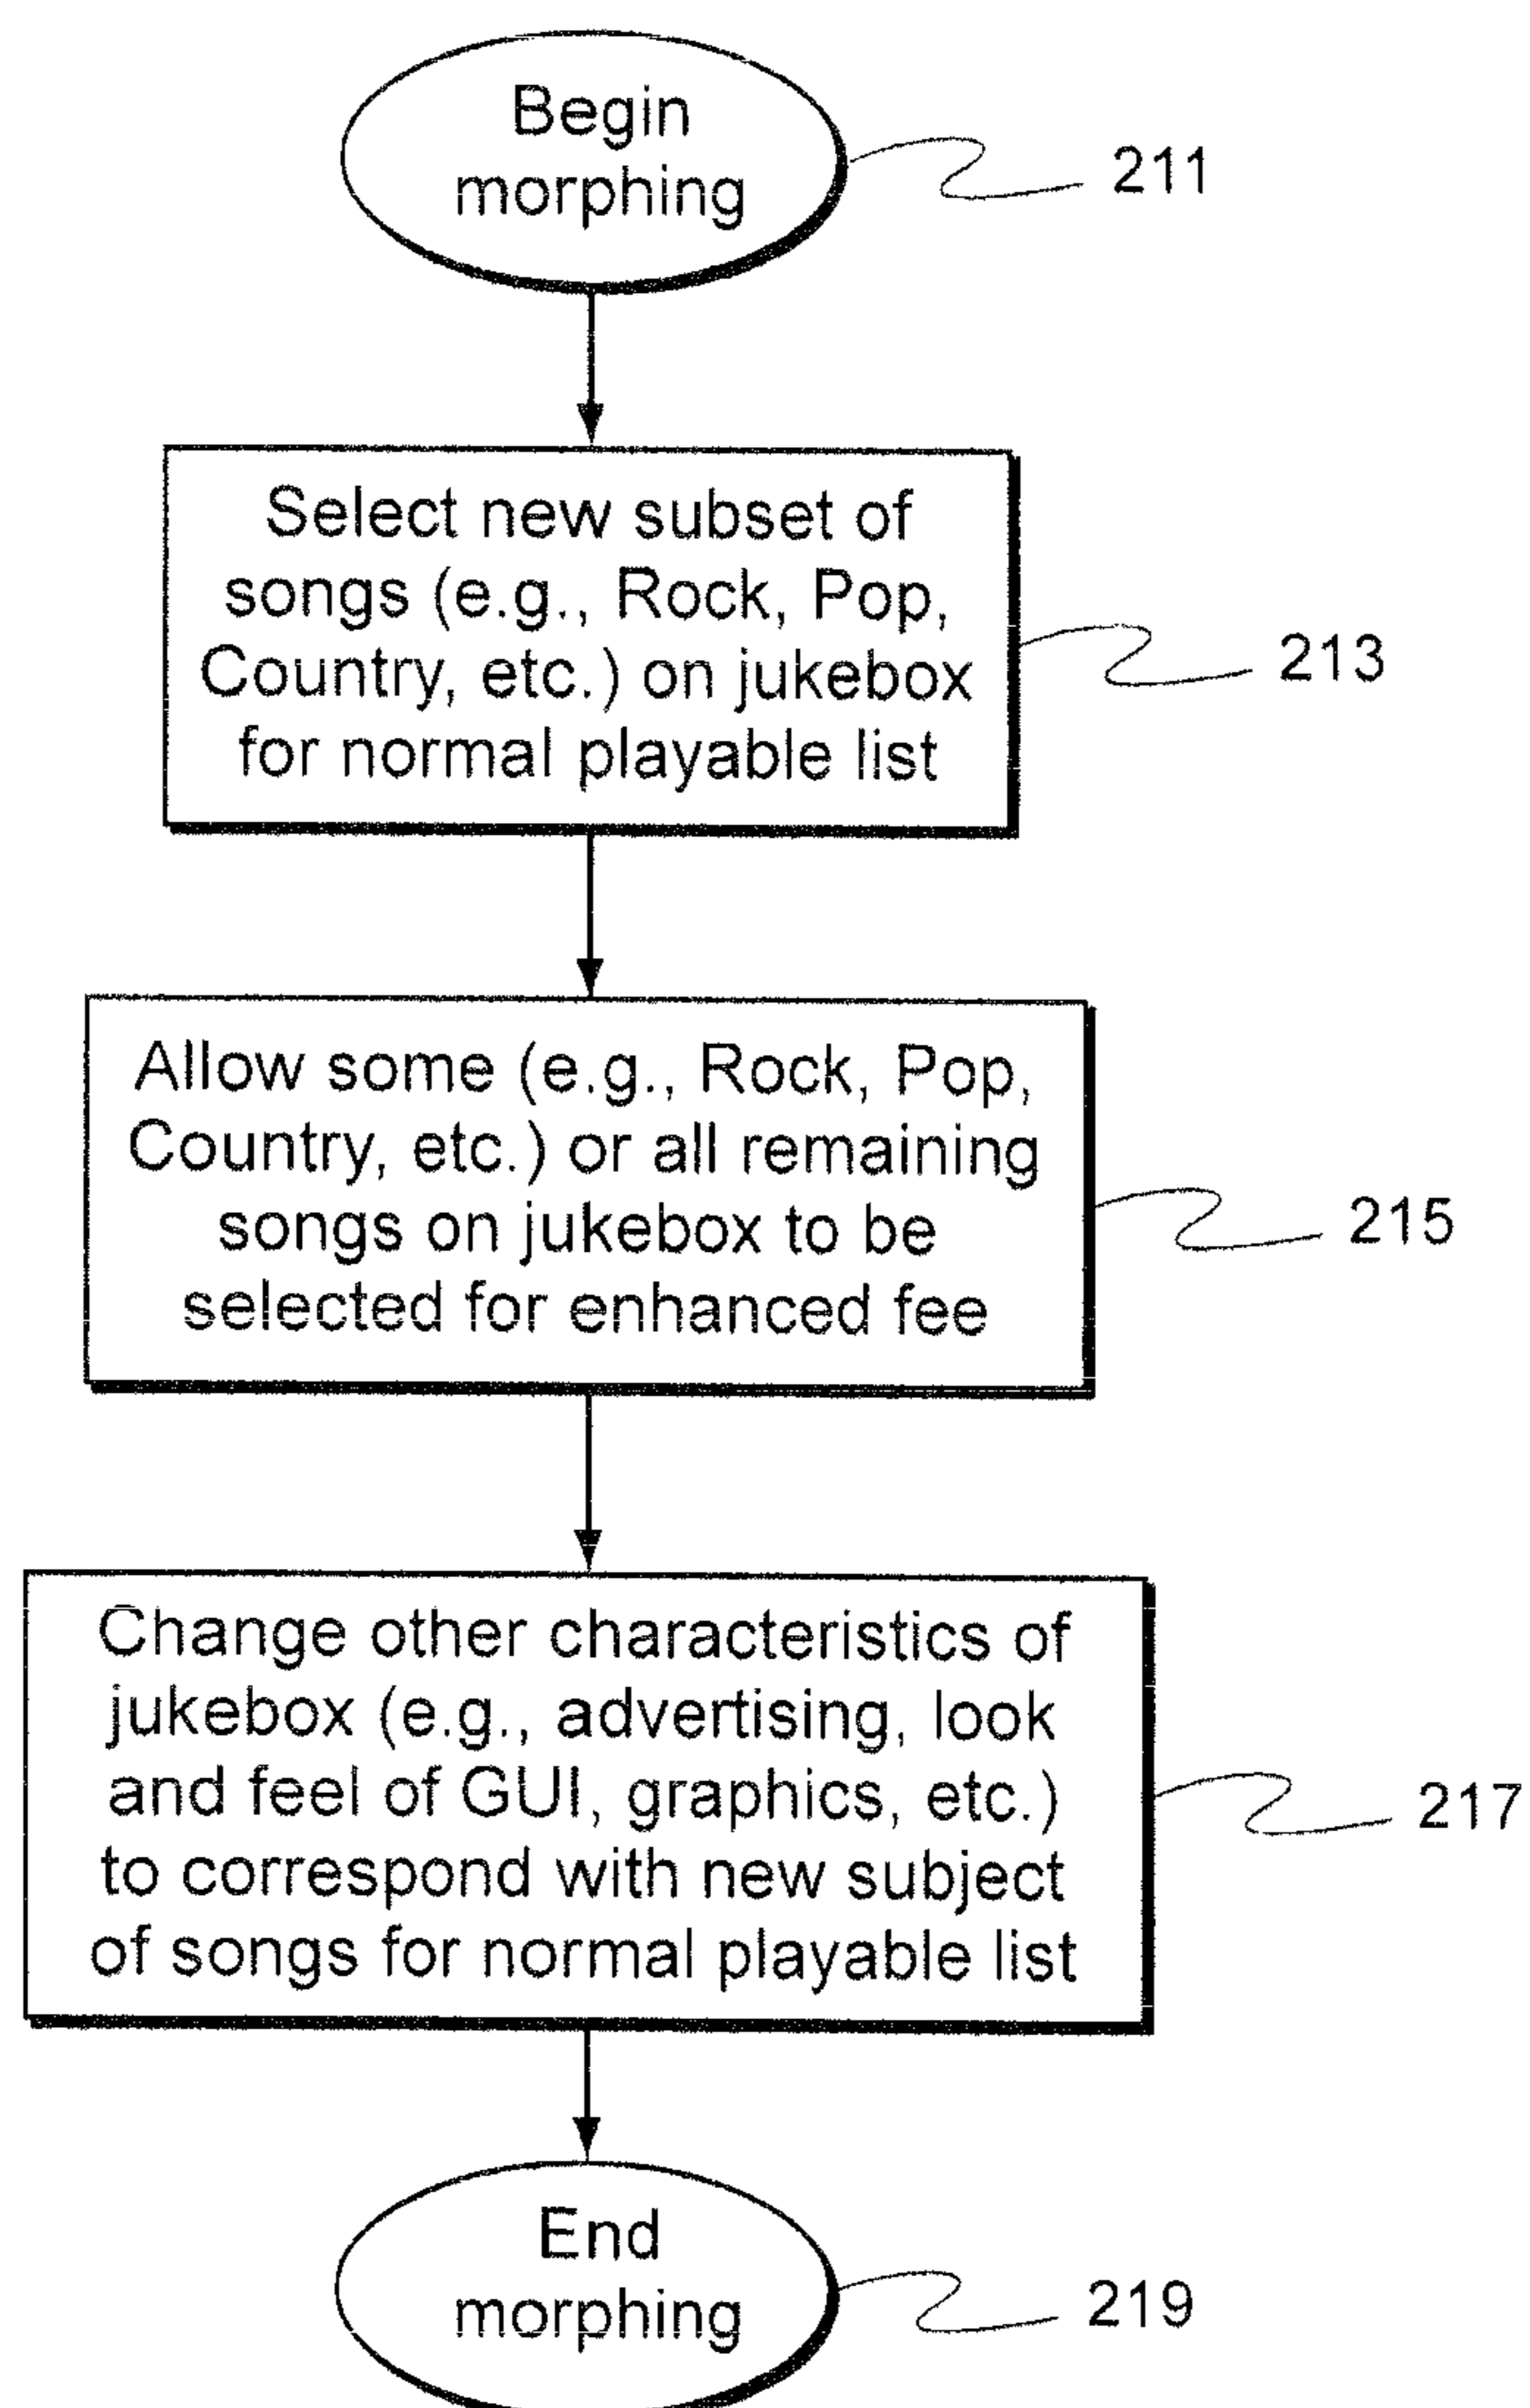 Begin
morphing
211
Select new subset of
songs (e.g., Rock, Pop,
Country, etc.) on jukebox
for normal playable list
213
Allow some (e.g., Rock, Pop,
Country, etc.) or all remaining
songs on jukebox to be
selected for enhanced fee
215
Change other characteristics of
jukebox (e.g., advertising, look
and feel of GUI, graphics, etc.)
to correspond with new subject
of songs for normal playable list
217
End
morphing
219